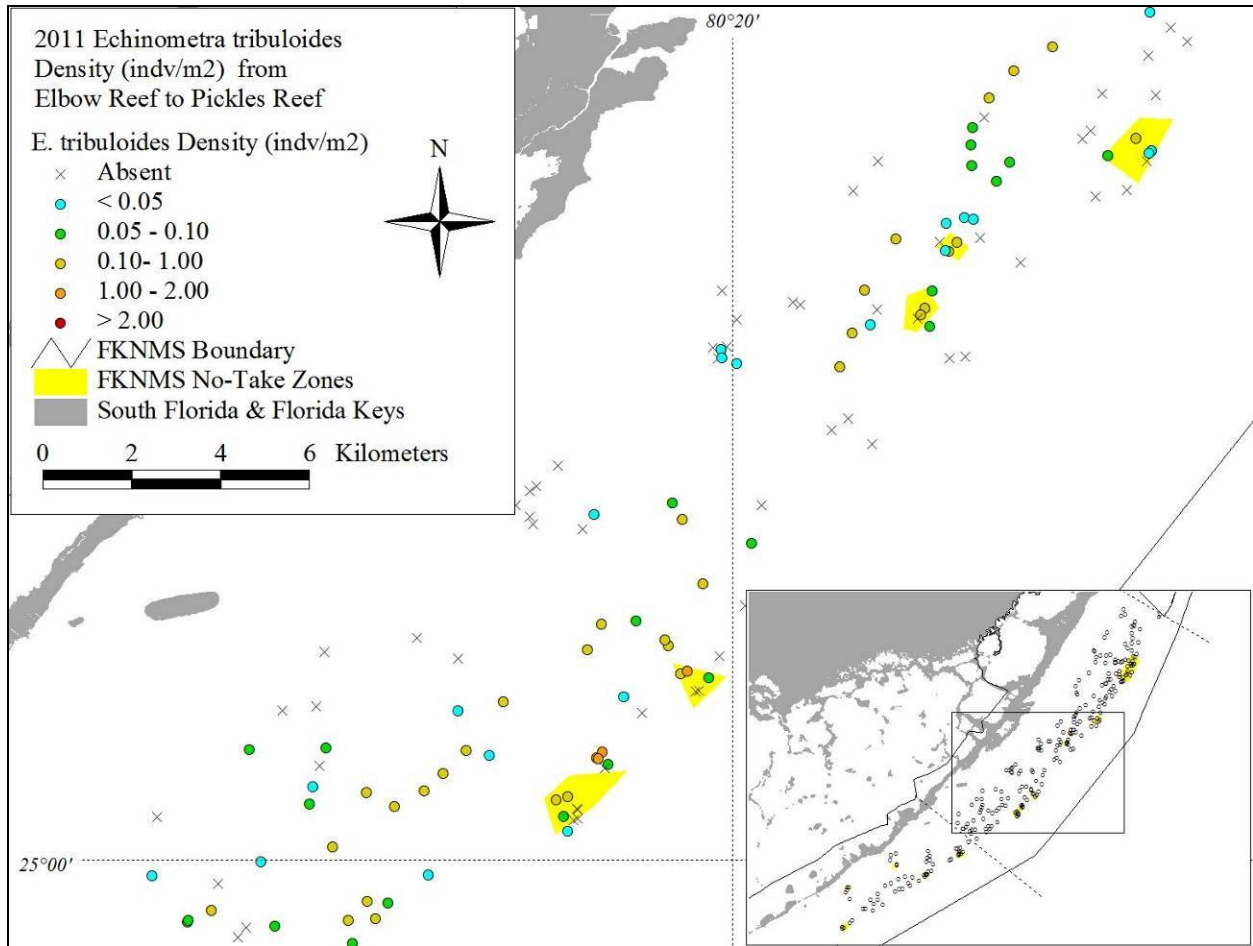 2011 Echinometra tribuloides
Density (indv/m2) from
Elbow Reef to Pickles Reef
E. tribuloides Density (indv/m2)
Absent
< 0.05
0.05 - 0.10
0.10- 1.00
1.00 - 2.00
> 2.00
FKNMS Boundary
FKNMS No-Take Zones
South Florida & Florida Keys
0 2 4 6 Kilometers
N
80°20'
25°00'